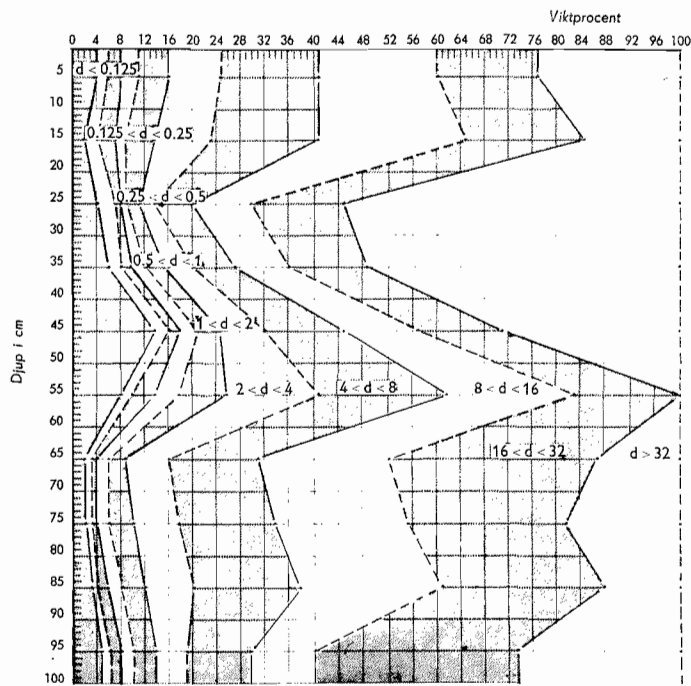 Viktprocent
0 4 8 12 16 20 24 28 32 36 40 44 48 52 56 60 64 68 72 76 80 84 88 92 96 100
Djup i cm
5
10
15
20
25
30
35
40
45
50
55
60
65
70
75
80
85
90
95
100
d < 0.125
0.125 < d < 0.25
0.25 < d < 0.5
0.5 < d < 1
1 < d < 2
2 < d < 4
4 < d < 8
8 < d < 16
16 < d < 32
d > 32